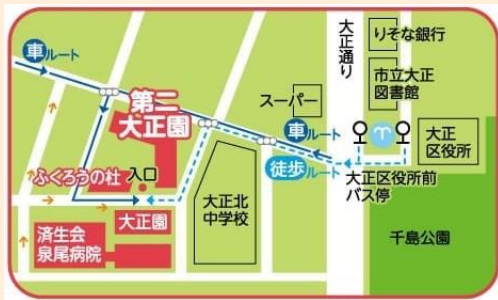 車ルート
第二
大正園
ふくろうの杜
入口
大正園
済生会
泉尾病院
スーパー
大正北
中学校
車ルート
徒歩ルート
大正通り
りそな銀行
市立大正
図書館
大正
区役所
大正区役所前
バス停
千島公園